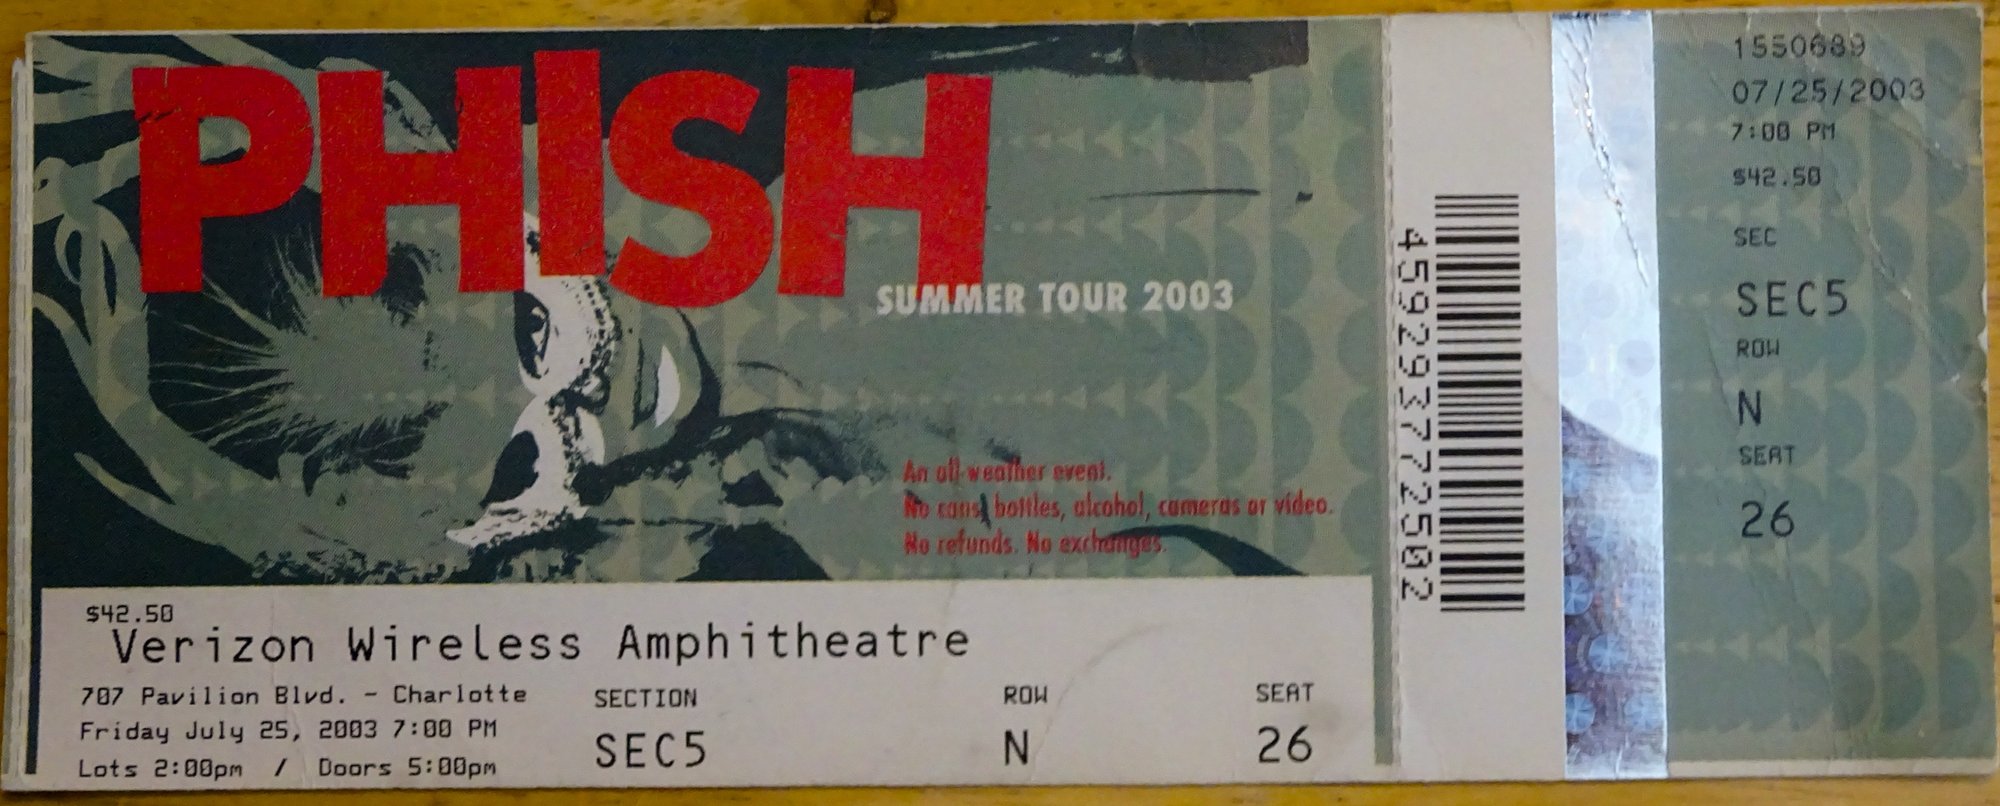 PHISH
SUMMER TOUR 2003
An all-weather event.
No cans, bottles, alcohol, cameras or video.
No refunds. No exchanges.
$42.50
Verizon Wireless Amphitheatre
707 Pavilion Blvd. - Charlotte
Friday July 25, 2003 7:00 PM
Lots 2:00pm / Doors 5:00pm
SECTION
SEC5
ROW
N
SEAT
26
459293772502
1550689
07/25/2003
7:00 PM
$42.50
SEC
SEC5
ROW
N
SEAT
26